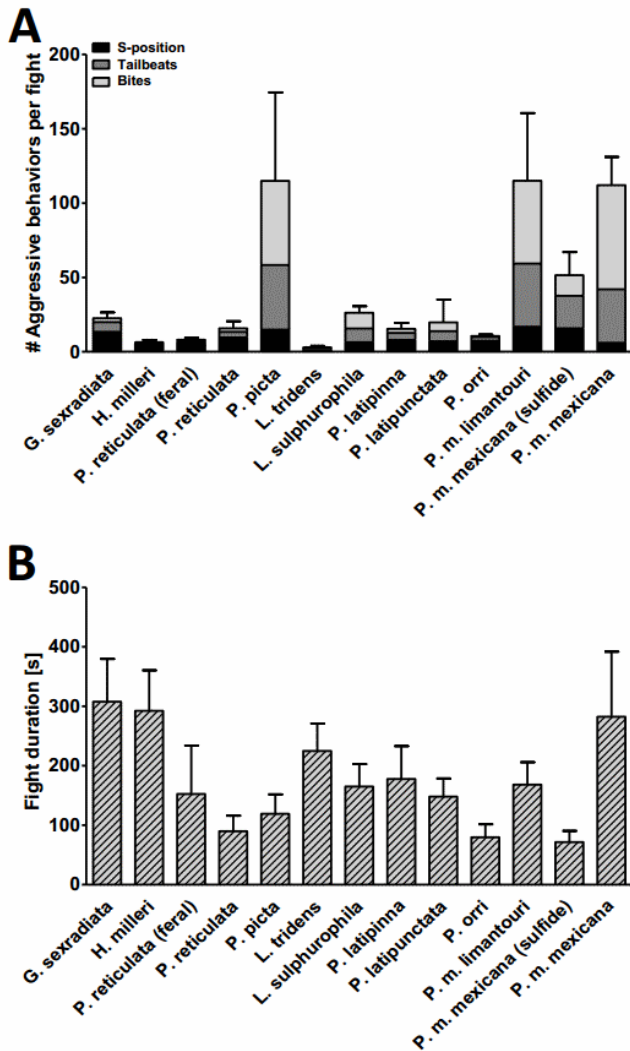 A
S-position
Tailbeats
Bites
# Aggressive behaviors per fight
200
150
100
50
0
G. sexradiata
H. milleri
P. reticulata (feral)
P. reticulata
P. picta
L. tridens
L. sulphurophila
P. latipinna
P. latipunctata
P. orri
P. m. limantouri
P. m. mexicana (sulfide)
P. m. mexicana
B
Fight duration [s]
500
400
300
200
100
0
G. sexradiata
H. milleri
P. reticulata (feral)
P. reticulata
P. picta
L. tridens
L. sulphurophila
P. latipinna
P. latipunctata
P. orri
P. m. limantouri
P. m. mexicana (sulfide)
P. m. mexicana